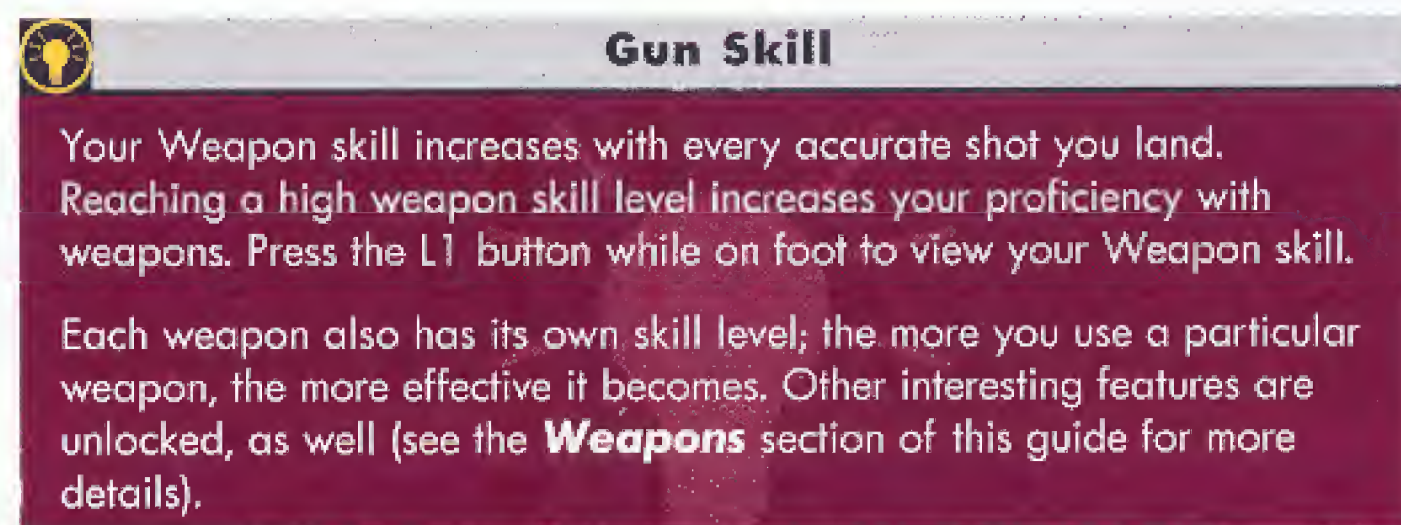 Gun Skill
Your Weapon skill increases with every accurate shot you land.
Reaching a high weapon skill level increases your proficiency with
weapons. Press the L1 button while on foot to view your Weapon skill.
Each weapon also has its own skill level; the more you use a particular
weapon, the more effective it becomes. Other interesting features are
unlocked, as well (see the Weapons section of this guide for more
details).